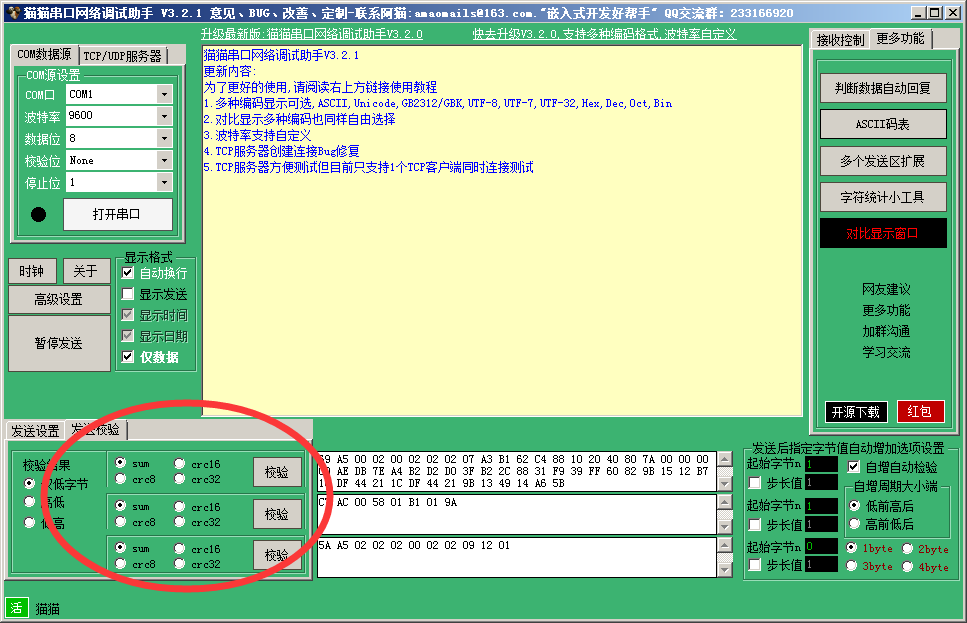 猫猫串口网络调试助手 V3.2.1 意见、BUG、改善、定制-联系阿猫:amaomails@163.com."嵌入式开发好帮手" QQ交流群: 233166920
升级最新版:猫猫串口网络调试助手V3.2.0 快去升级V3.2.0,支持多种编码格式,波特率自定义
COM数据源 TCP/UDP服务器
COM源设置
COM口 COM1
波特率 9600
数据位 8
校验位 None
停止位 1
打开串口
时钟 关于
高级设置
暂停发送
显示格式
自动换行
显示发送
显示时间
显示日期
仅数据
猫猫串口网络调试助手V3.2.1
更新内容:
为了更好的使用,请阅读右上方链接使用教程
1.多种编码显示可选,ASCII,Unicode,GB2312/GBK,UTF-8,UTF-7,UTF-32,Hex,Dec,Oct,Bin
2.对比显示多种编码也同样自由选择
3.波特率支持自定义
4.TCP服务器创建连接Bug修复
5.TCP服务器方便测试但目前只支持1个TCP客户端同时连接测试
接收控制 更多功能
判断数据自动回复
ASCII码表
多个发送区扩展
字符统计小工具
对比显示窗口
网友建议
更多功能
加群沟通
学习交流
开源下载 红包
发送设置 发送校验
校验结果
仅低字节
高低
低高
sum crc16
crc8 crc32
校验
sum crc16
crc8 crc32
校验
sum crc16
crc8 crc32
校验
A5 00 02 00 02 02 02 02 07 A3 B1 62 C4 88 10 20 40 80 7A 00 00 00
AE DB 7E A4 B2 D2 D0 3F B2 2C 88 31 F9 39 FF 60 82 9B 15 12 B7
DF 44 21 1C DF 44 21 9B 13 49 14 A6 5B
AC 00 58 01 B1 01 9A
5A A5 02 02 02 00 02 02 09 12 01
发送后指定字节值自动增加选项设置
起始字节n 1
步长值 1
起始字节n 1
步长值 1
起始字节n 0
步长值 1
自增自动检验
自增周期大小端
低前高后
高前低后
1byte 2byte
3byte 4byte
活 猫猫